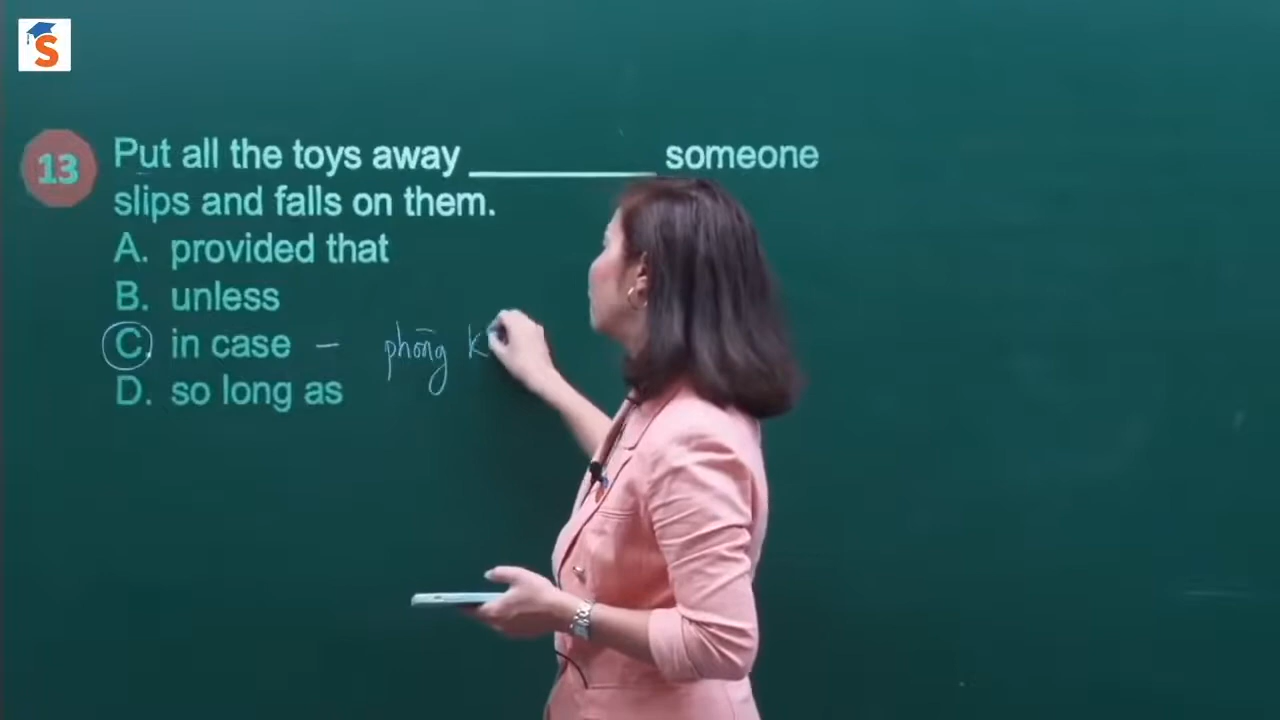 S
13
Put all the toys away __________ someone
slips and falls on them.
A. provided that
B. unless
C. in case – phòng k
D. so long as